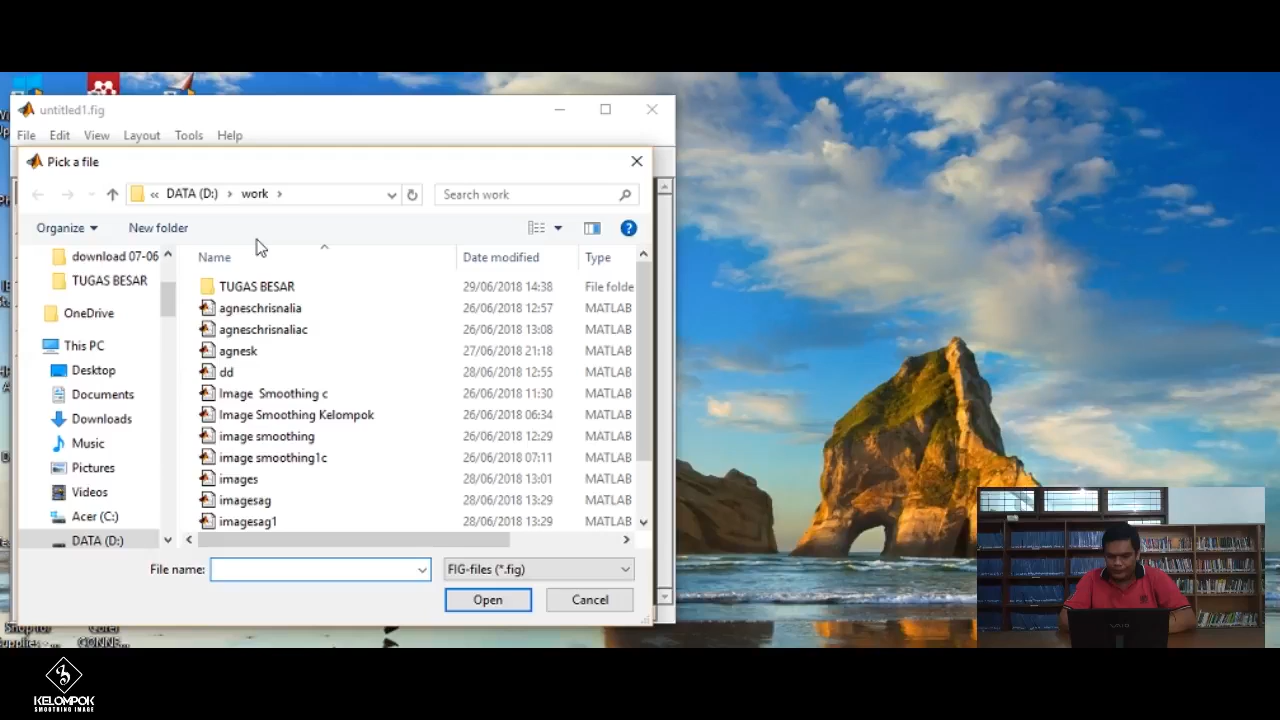 untitled1.fig
File Edit View Layout Tools Help
Pick a file
« DATA (D:) › work ›
Search work
Organize
New folder
Name
Date modified
Type
download 07-06
TUGAS BESAR
OneDrive
This PC
Desktop
Documents
Downloads
Music
Pictures
Videos
Acer (C:)
DATA (D:)
TUGAS BESAR 29/06/2018 14:38 File folde
agneschrisnalia 26/06/2018 12:57 MATLAB
agneschrisnaliac 26/06/2018 13:08 MATLAB
agnesk 27/06/2018 21:18 MATLAB
dd 28/06/2018 12:55 MATLAB
Image Smoothing c 26/06/2018 11:30 MATLAB
Image Smoothing Kelompok 26/06/2018 06:34 MATLAB
image smoothing 26/06/2018 12:29 MATLAB
image smoothing1c 26/06/2018 07:11 MATLAB
images 28/06/2018 13:01 MATLAB
imagesag 28/06/2018 13:29 MATLAB
imagesag1 28/06/2018 13:29 MATLAB
File name:
FIG-files (*.fig)
Open
Cancel
KELOMPOK
SMOOTHING IMAGE